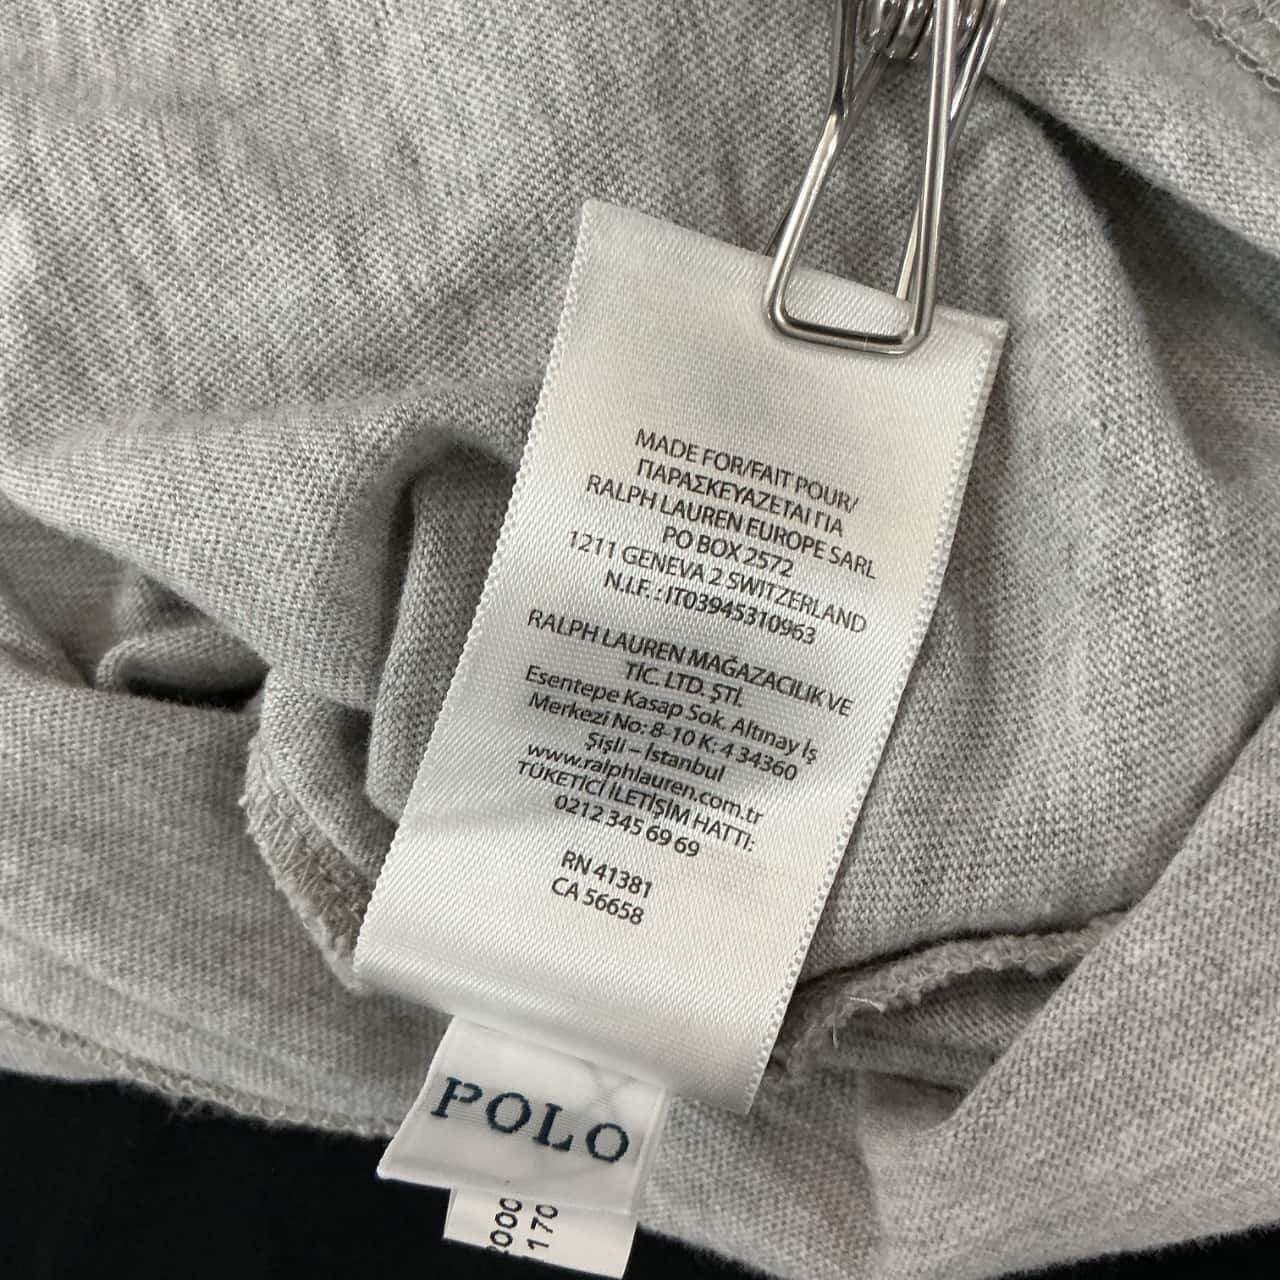 MADE FOR/FAIT POUR/
ΠΑΡΑΣΚΕΥΑΖΕΤΑΙ ΓΙΑ
RALPH LAUREN EUROPE SARL
PO BOX 2572
1211 GENEVA 2 SWITZERLAND
N.I.F. : IT03945310963
RALPH LAUREN MAĞAZACILIK VE
TİC. LTD. ŞTİ.
Esentepe Kasap Sok. Altınay İş
Merkezi No: 8-10 K: 4 34360
Şişli – İstanbul
www.ralphlauren.com.tr
TÜKETİCİ İLETİŞİM HATTI:
0212 345 69 69
RN 41381
CA 56658
POLO
170